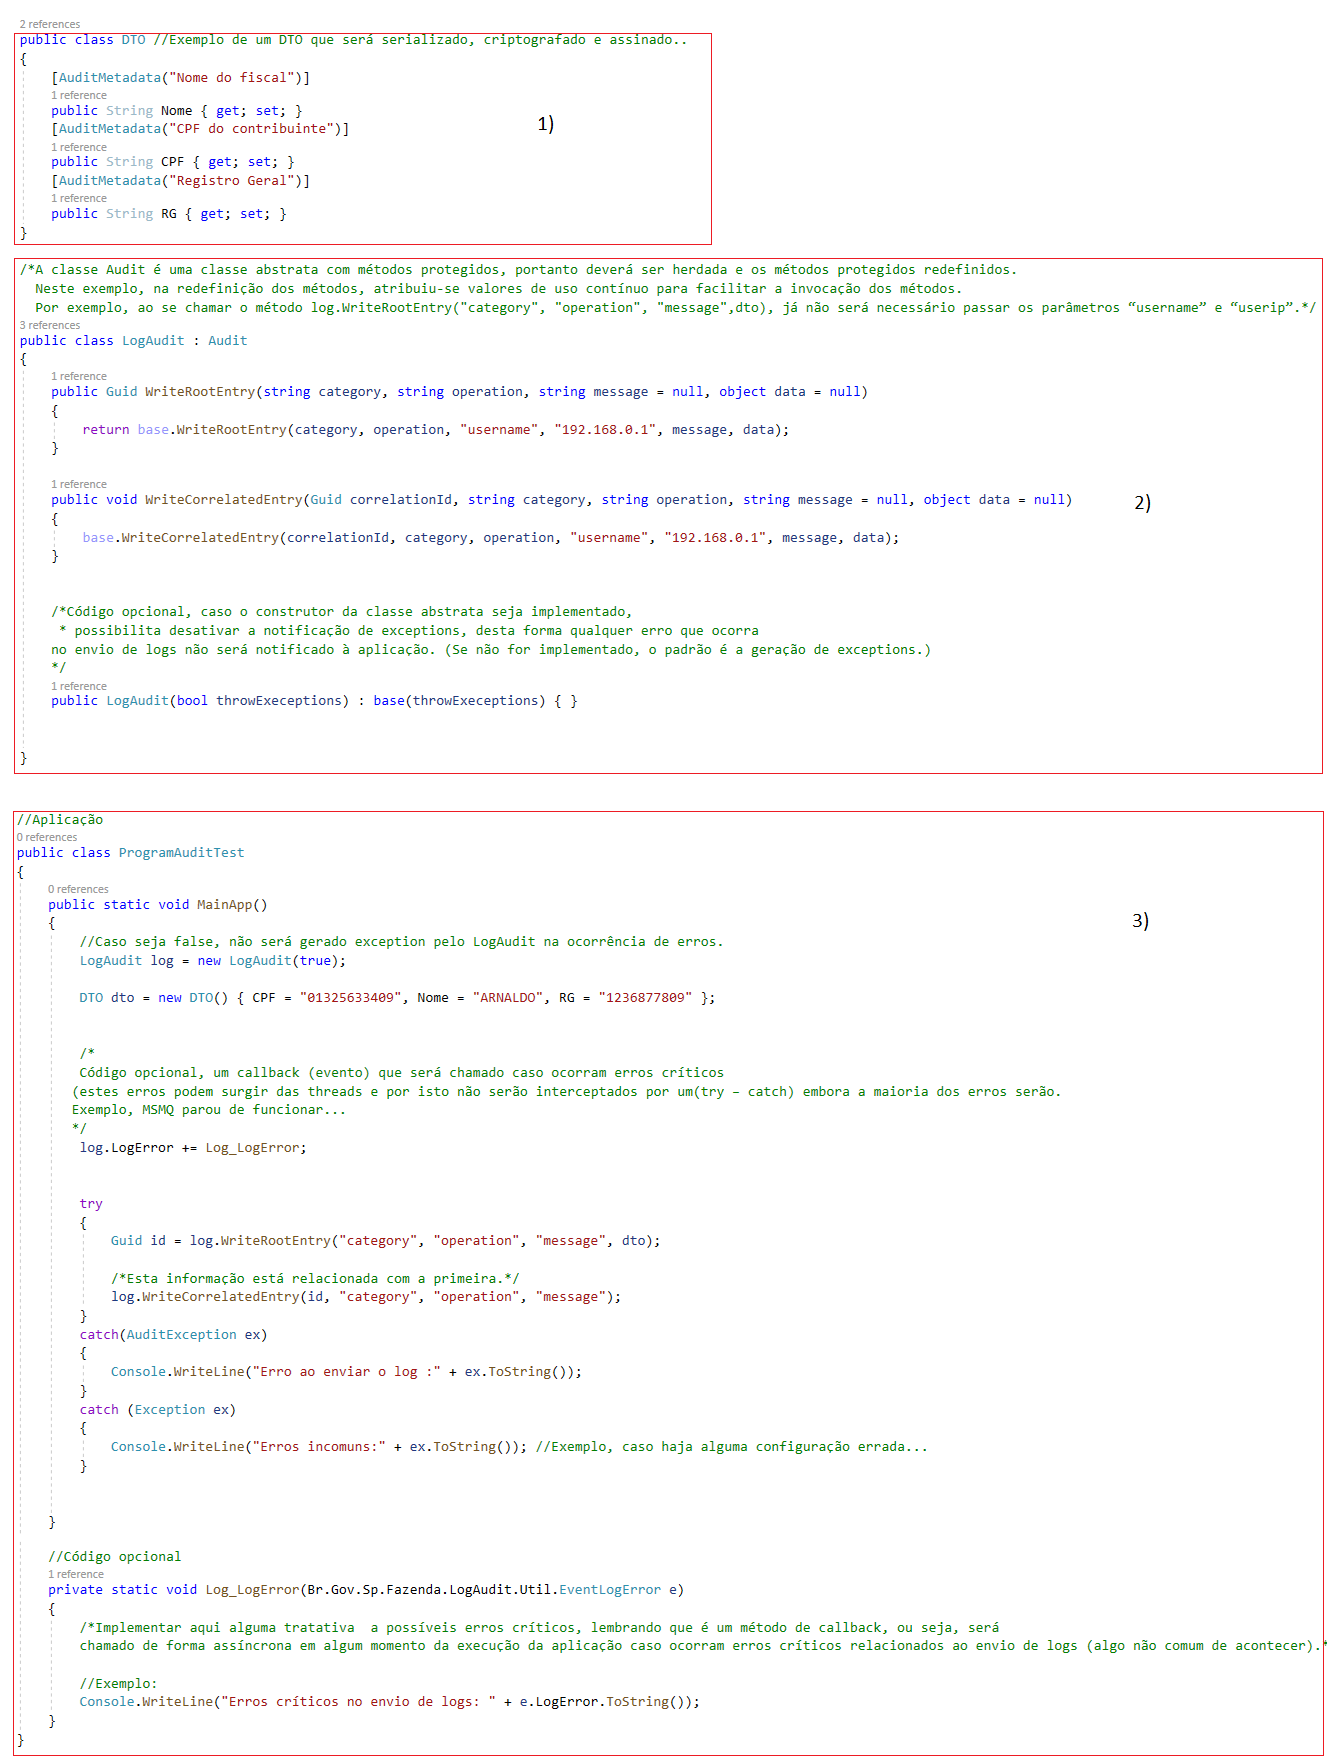 2 references
public class DTO //Exemplo de um DTO que será serializado, criptografado e assinado..
{
[AuditMetadata("Nome do fiscal")]
1 reference
public String Nome { get; set; }
1)
[AuditMetadata("CPF do contribuinte")]
1 reference
public String CPF { get; set; }
[AuditMetadata("Registro Geral")]
1 reference
public String RG { get; set; }
}
/*A classe Audit é uma classe abstrata com métodos protegidos, portanto deverá ser herdada e os métodos protegidos redefinidos.
Neste exemplo, na redefinição dos métodos, atribuiu-se valores de uso contínuo para facilitar a invocação dos métodos.
Por exemplo, ao se chamar o método log.WriteRootEntry("category", "operation", "message",dto), já não será necessário passar os parâmetros “username” e “userip”.*/
3 references
public class LogAudit : Audit
{
1 reference
public Guid WriteRootEntry(string category, string operation, string message = null, object data = null)
{
return base.WriteRootEntry(category, operation, "username", "192.168.0.1", message, data);
}
1 reference
public void WriteCorrelatedEntry(Guid correlationId, string category, string operation, string message = null, object data = null)
2)
{
base.WriteCorrelatedEntry(correlationId, category, operation, "username", "192.168.0.1", message, data);
}
/*Código opcional, caso o construtor da classe abstrata seja implementado,
* possibilita desativar a notificação de exceptions, desta forma qualquer erro que ocorra
no envio de logs não será notificado à aplicação. (Se não for implementado, o padrão é a geração de exceptions.)
*/
1 reference
public LogAudit(bool throwExeceptions) : base(throwExeceptions) { }
}
//Aplicação
0 references
public class ProgramAuditTest
{
0 references
public static void MainApp()
{
3)
//Caso seja false, não será gerado exception pelo LogAudit na ocorrência de erros.
LogAudit log = new LogAudit(true);
DTO dto = new DTO() { CPF = "01325633409", Nome = "ARNALDO", RG = "1236877809" };
/*
Código opcional, um callback (evento) que será chamado caso ocorram erros críticos
(estes erros podem surgir das threads e por isto não serão interceptados por um(try – catch) embora a maioria dos erros serão.
Exemplo, MSMQ parou de funcionar...
*/
log.LogError += Log_LogError;
try
{
Guid id = log.WriteRootEntry("category", "operation", "message", dto);
/*Esta informação está relacionada com a primeira.*/
log.WriteCorrelatedEntry(id, "category", "operation", "message");
}
catch(AuditException ex)
{
Console.WriteLine("Erro ao enviar o log :" + ex.ToString());
}
catch (Exception ex)
{
Console.WriteLine("Erros incomuns:" + ex.ToString()); //Exemplo, caso haja alguma configuração errada...
}
}
//Código opcional
1 reference
private static void Log_LogError(Br.Gov.Sp.Fazenda.LogAudit.Util.EventLogError e)
{
/*Implementar aqui alguma tratativa  a possíveis erros críticos, lembrando que é um método de callback, ou seja, será
chamado de forma assíncrona em algum momento da execução da aplicação caso ocorram erros críticos relacionados ao envio de logs (algo não comum de acontecer).*
//Exemplo:
Console.WriteLine("Erros críticos no envio de logs: " + e.LogError.ToString());
}
}